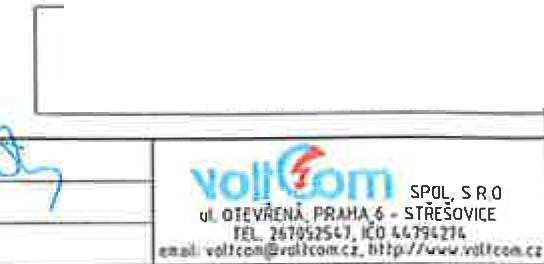 voltCom SPOL, S R.O
ul. OTEVŘENÁ, PRAHA 6 - STŘEŠOVICE
TEL. 267052547, IČO 44794274
email: voltcom@voltcom.cz, http://www.voltcom.cz